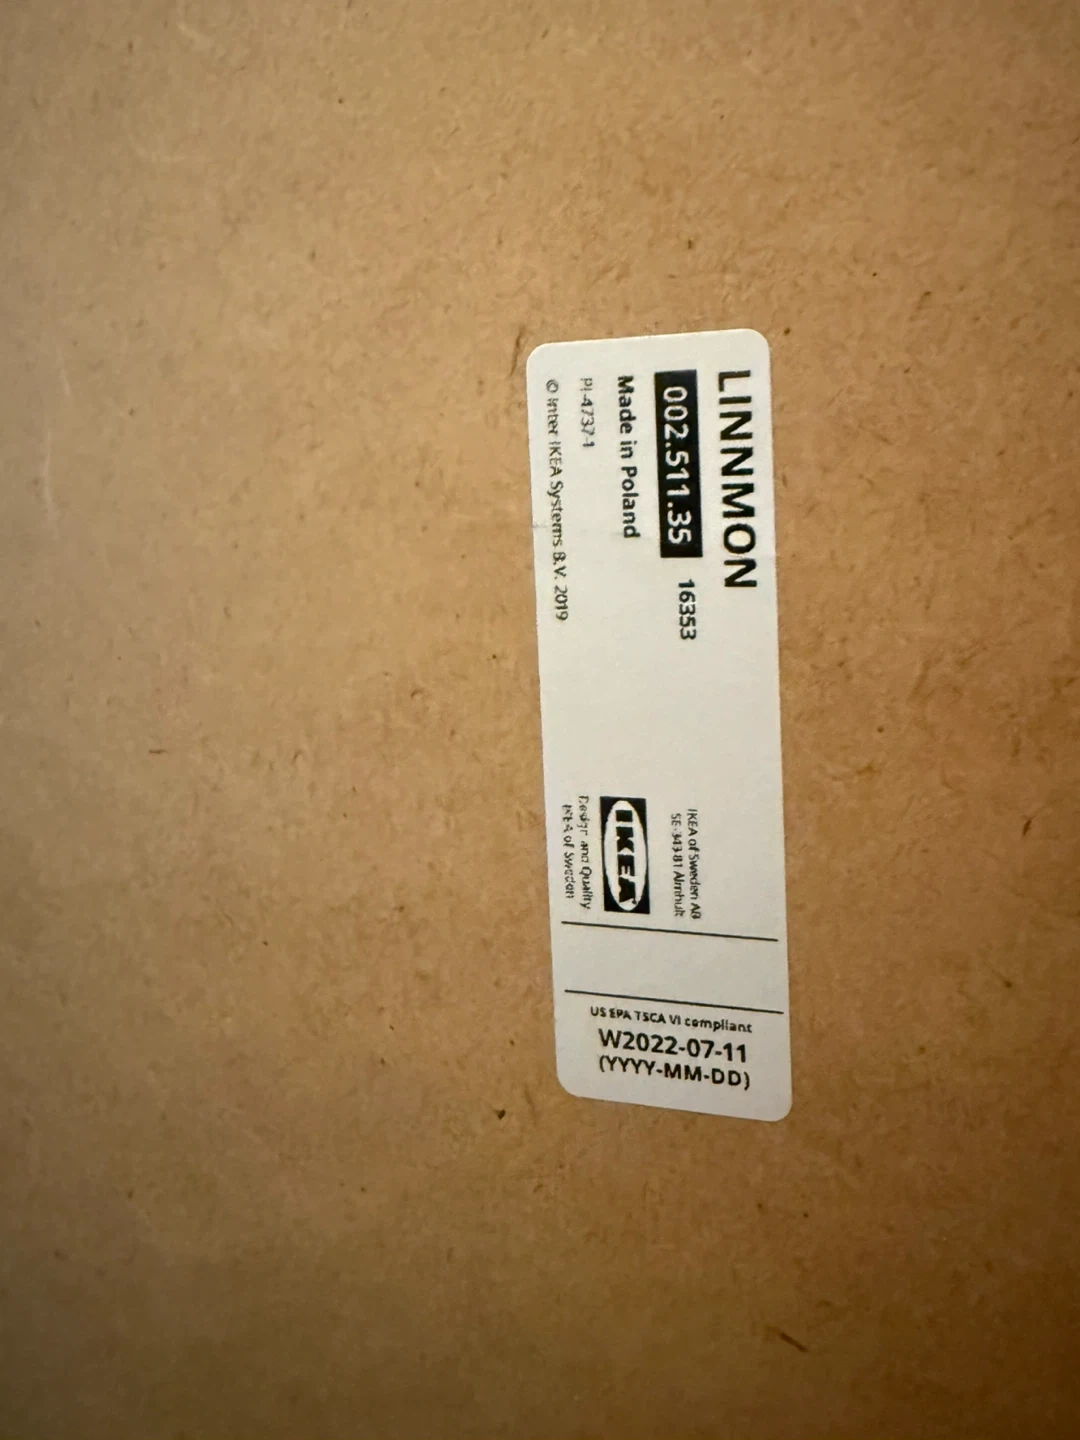 LINNMON
002.511.35 16353
Made in Poland
PI-4737-1
© Inter IKEA Systems B.V. 2019
IKEA of Sweden AB
SE-343 81 Älmhult
IKEA
Design and Quality
IKEA of Sweden
US EPA TSCA VI compliant
W2022-07-11
(YYYY-MM-DD)